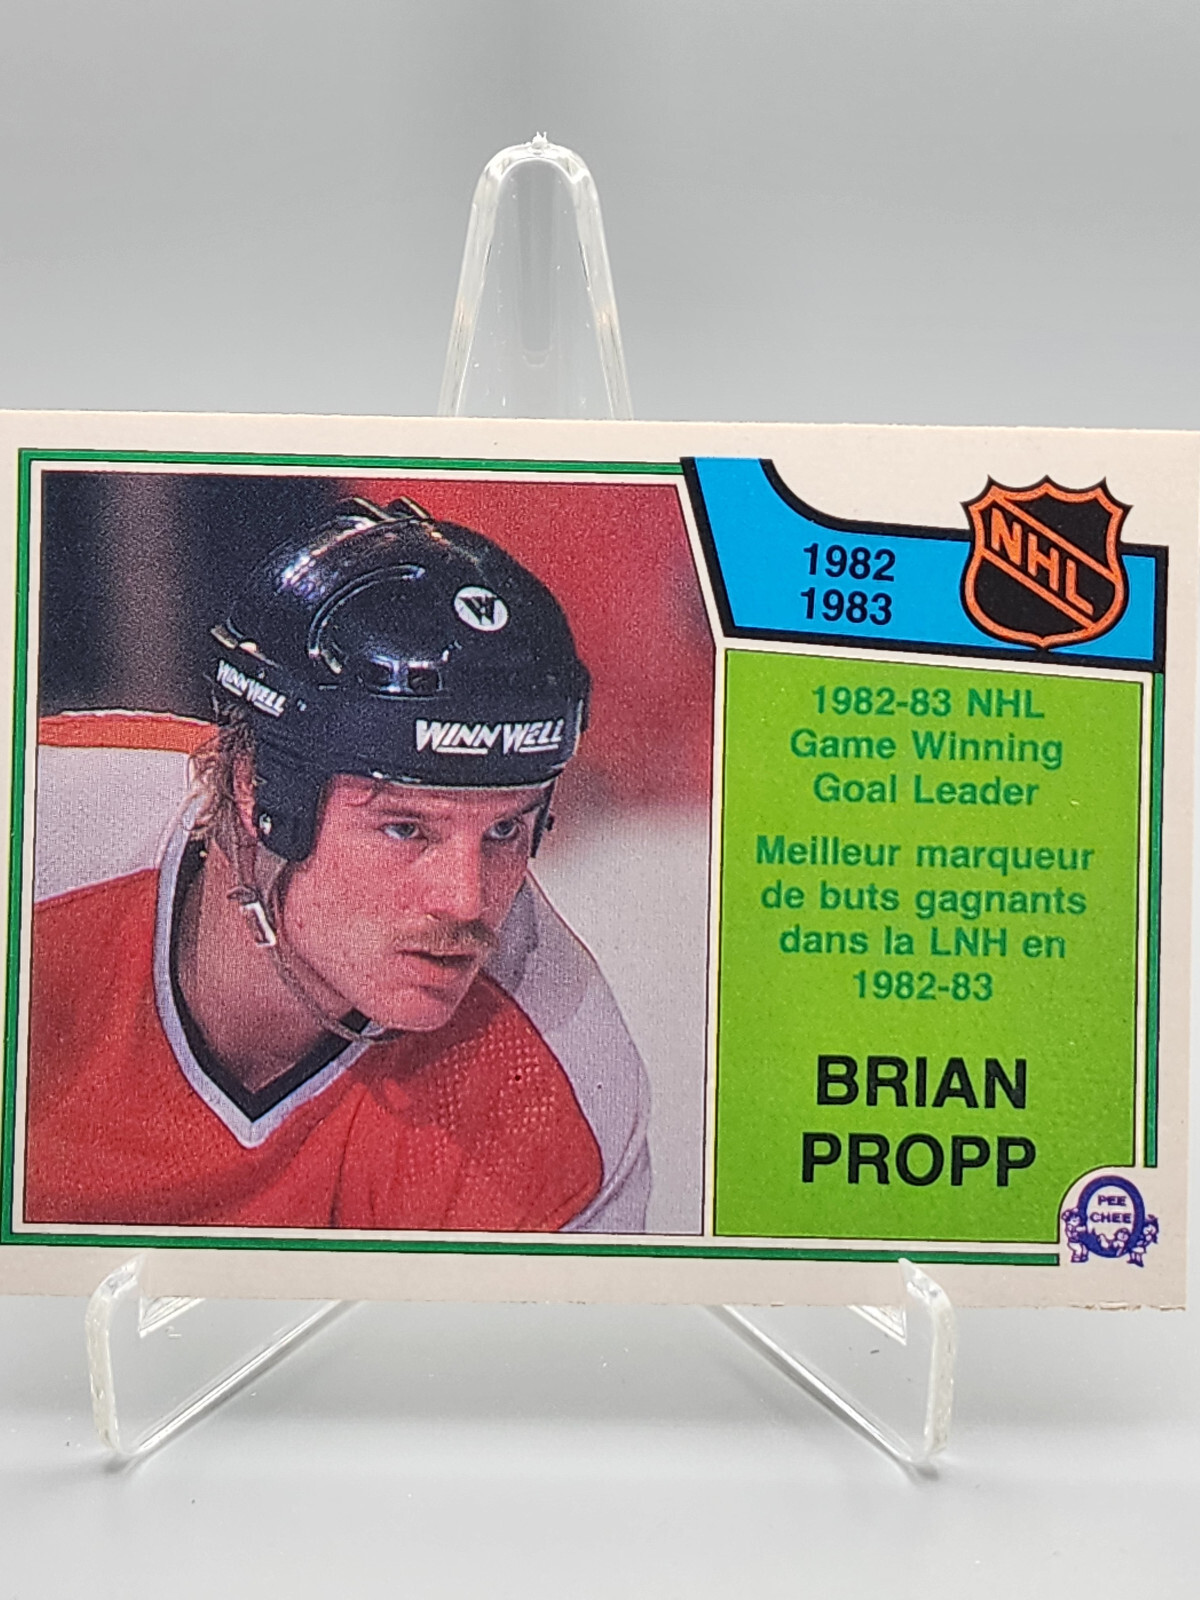 W
WINNWELL
WINNWELL
1982
1983
NHL
1982-83 NHL
Game Winning
Goal Leader
Meilleur marqueur
de buts gagnants
dans la LNH en
1982-83
BRIAN
PROPP
PEE
CHEE